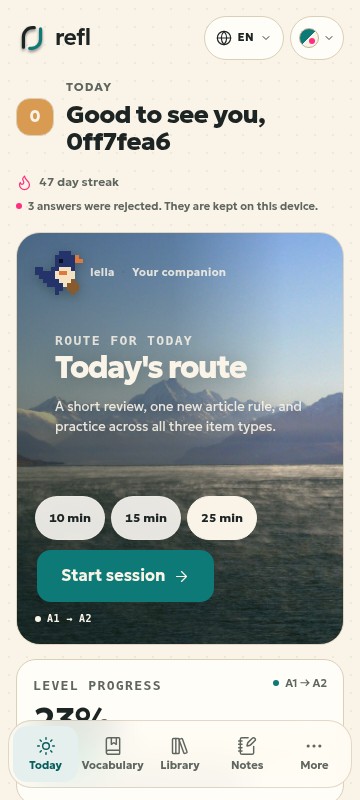 refl
EN
TODAY
0
Good to see you,
0ff7fea6
47 day streak
3 answers were rejected. They are kept on this device.
lella Your companion
ROUTE FOR TODAY
Today's route
A short review, one new article rule, and
practice across all three item types.
10 min 15 min 25 min
Start session →
A1 → A2
LEVEL PROGRESS A1 → A2
23%
Today Vocabulary Library Notes More